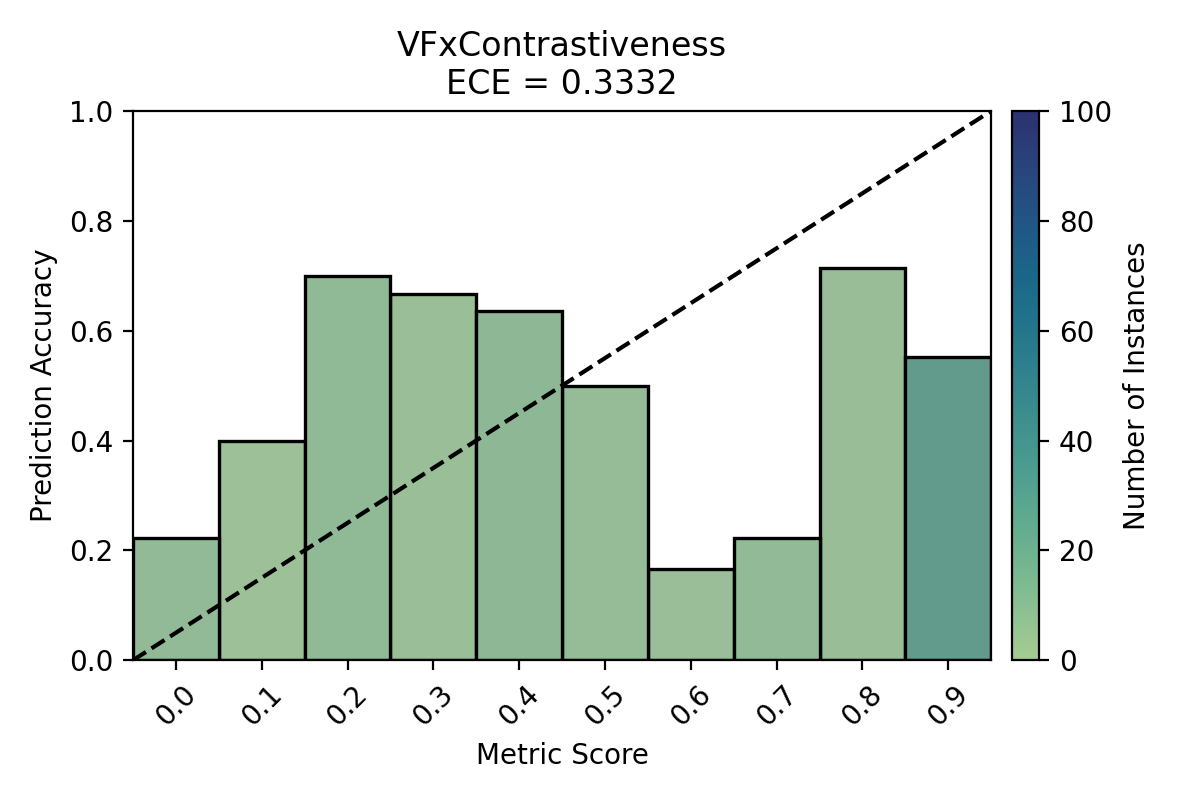 VFxContrastiveness
ECE = 0.3332
Prediction Accuracy
1.0
0.8
0.6
0.4
0.2
0.0
0.0 0.1 0.2 0.3 0.4 0.5 0.6 0.7 0.8 0.9
Metric Score
100
80
60
40
20
0
Number of Instances